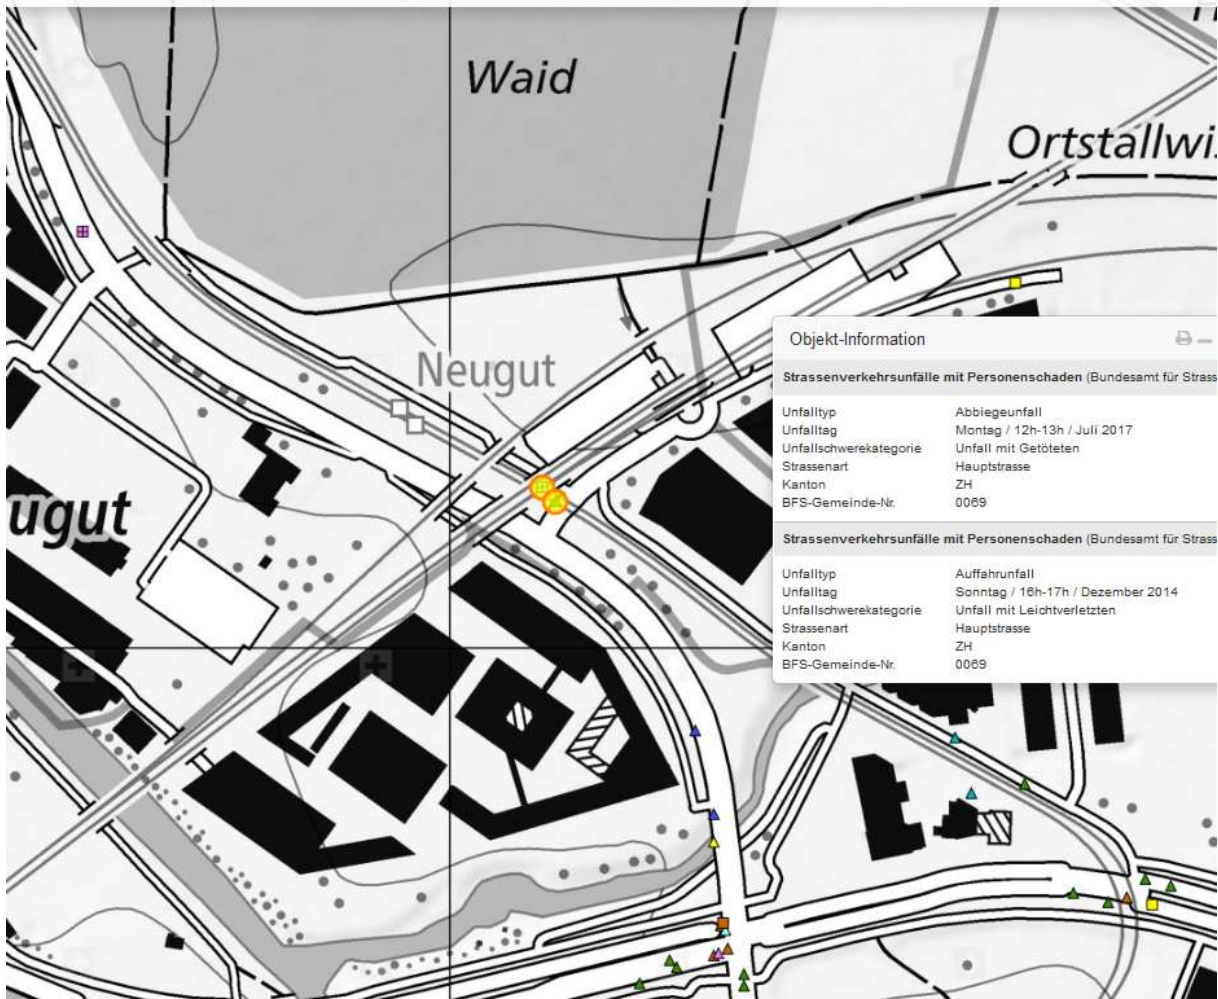 Waid
Ortstallwi
Neugut
ugut
Objekt-Information
Strassenverkehrsunfälle mit Personenschaden (Bundesamt für Strass
Unfalltyp Abbiegeunfall
Unfalltag Montag / 12h-13h / Juli 2017
Unfallschwerekategorie Unfall mit Getöteten
Strassenart Hauptstrasse
Kanton ZH
BFS-Gemeinde-Nr. 0069
Strassenverkehrsunfälle mit Personenschaden (Bundesamt für Strass
Unfalltyp Auffahrunfall
Unfalltag Sonntag / 16h-17h / Dezember 2014
Unfallschwerekategorie Unfall mit Leichtverletzten
Strassenart Hauptstrasse
Kanton ZH
BFS-Gemeinde-Nr. 0069